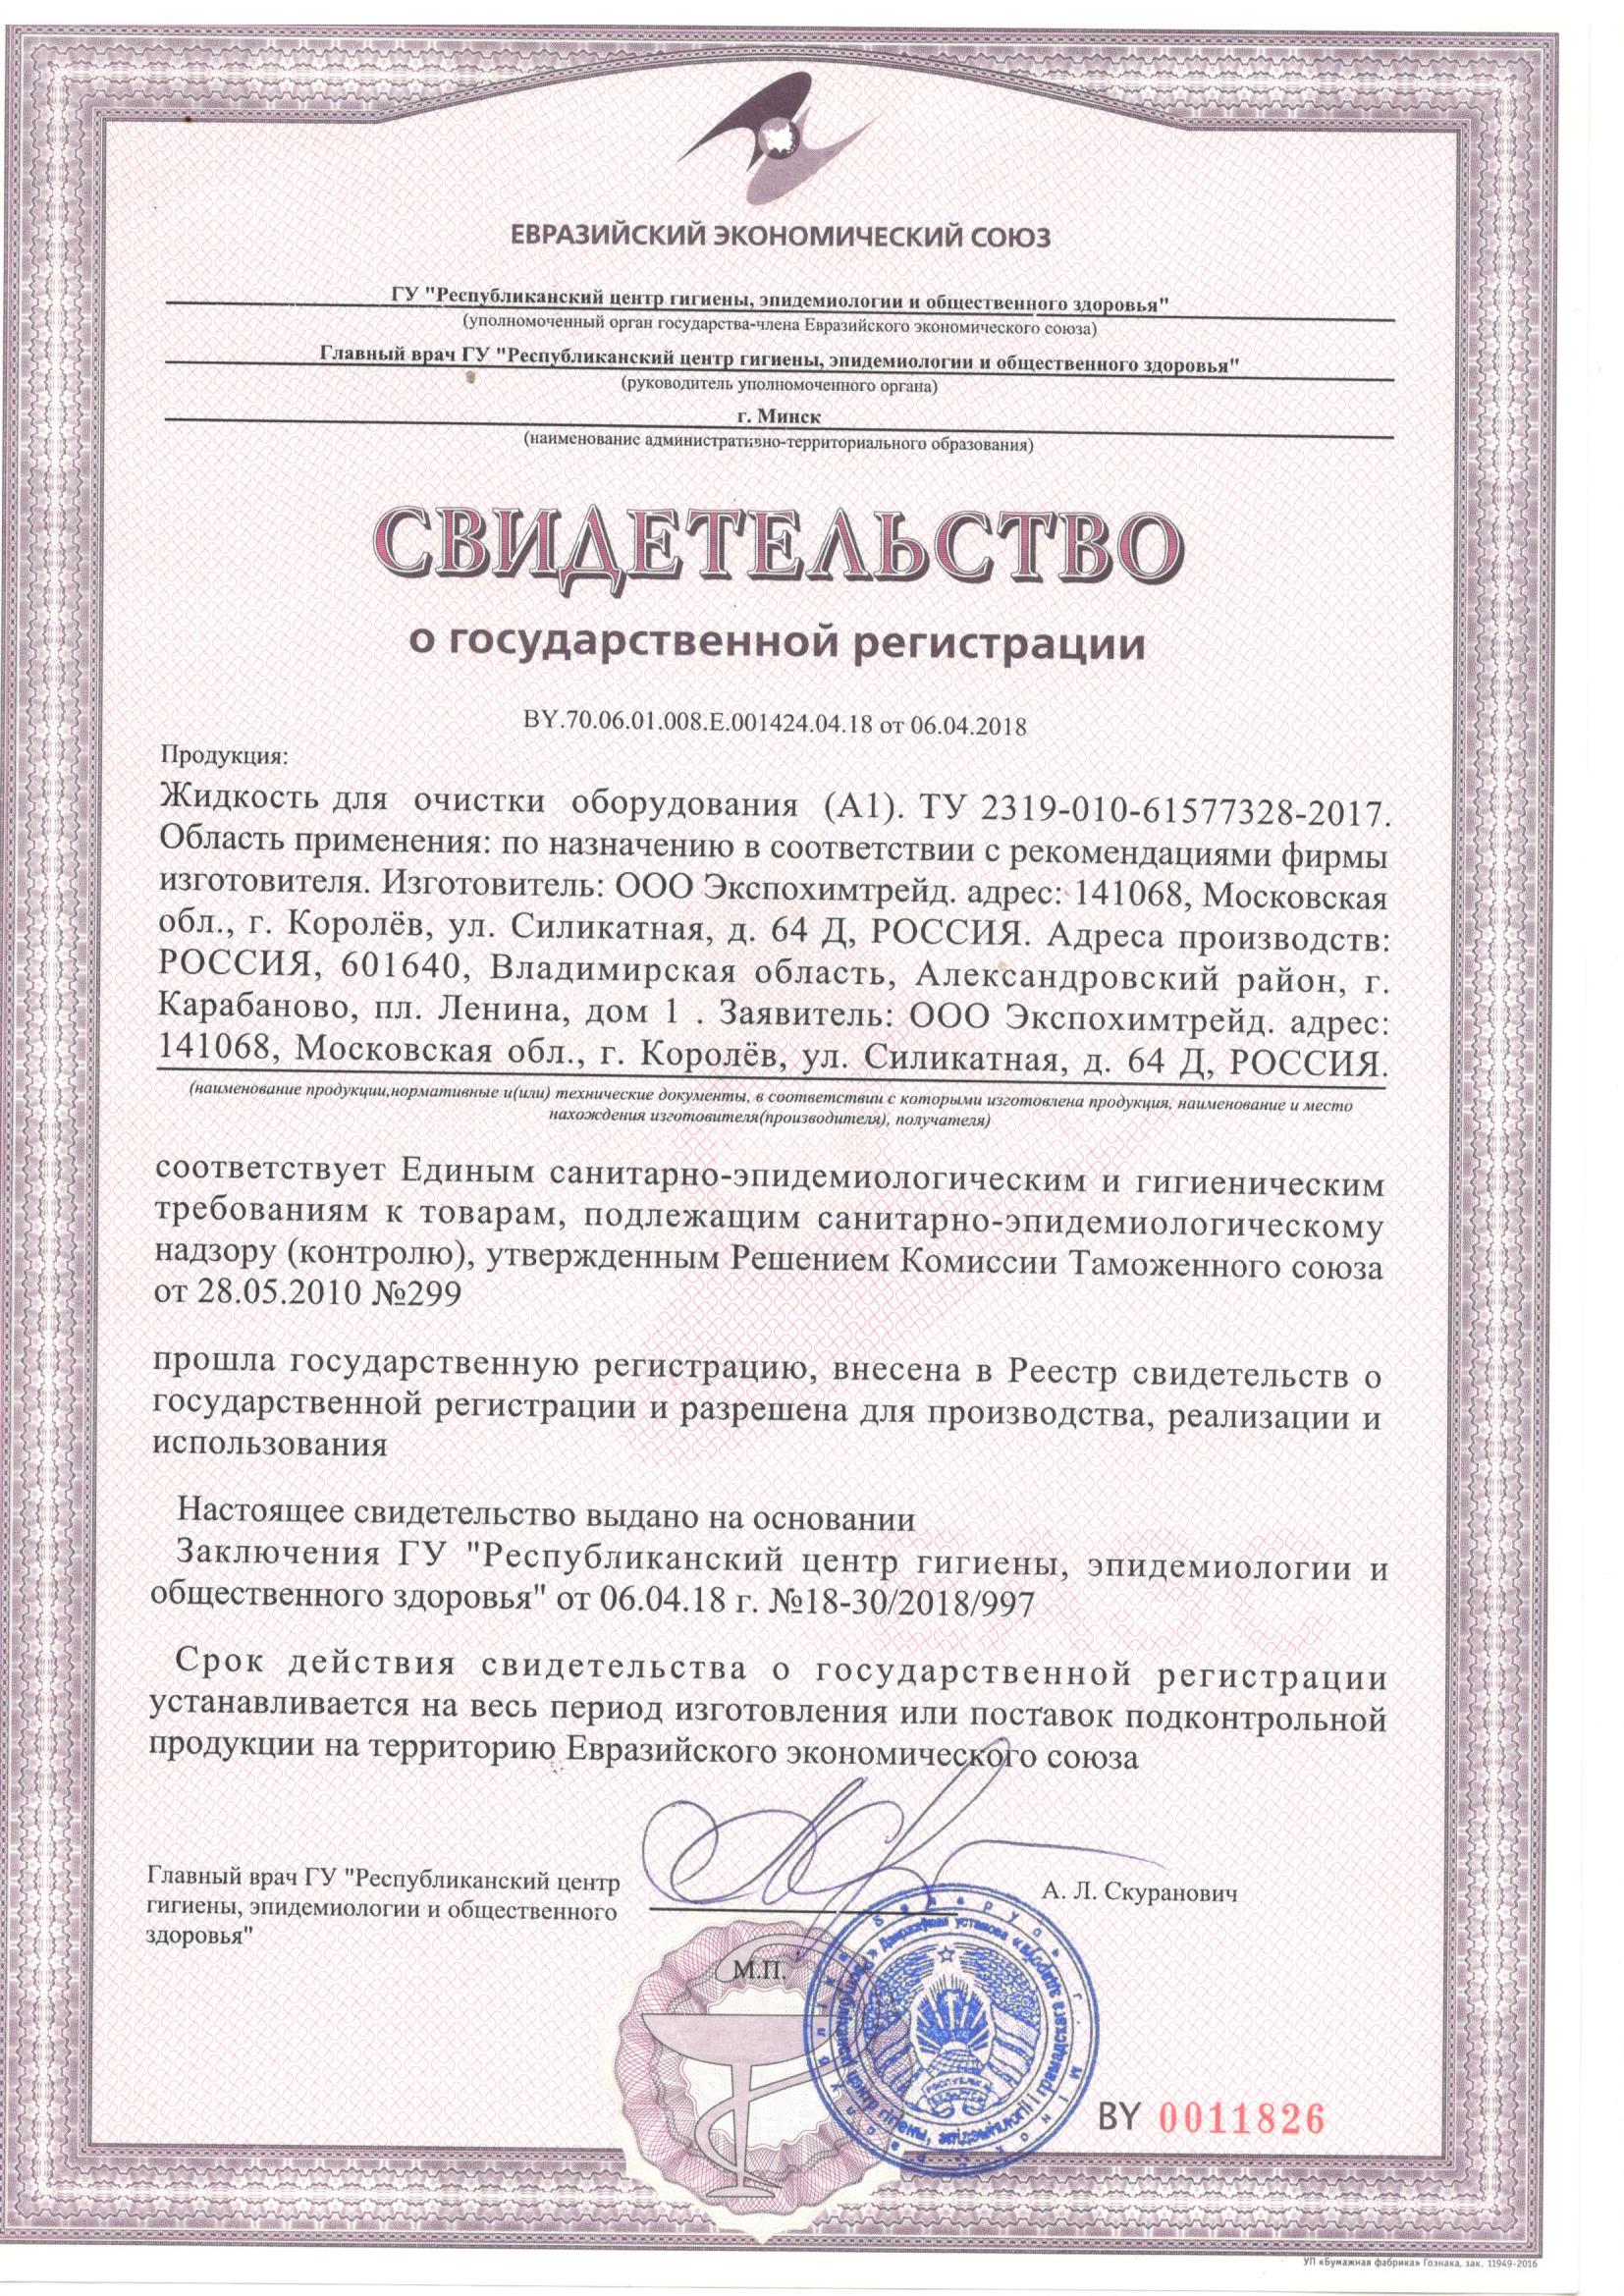 ЕВРАЗИЙСКИЙ ЭКОНОМИЧЕСКИЙ СОЮЗ
ГУ "Республиканский центр гигиены, эпидемиологии и общественного здоровья"
(уполномоченный орган государства-члена Евразийского экономического союза)
Главный врач ГУ "Республиканский центр гигиены, эпидемиологии и общественного здоровья"
(руководитель уполномоченного органа)
г. Минск
(наименование административно-территориального образования)
СВИДЕТЕЛЬСТВО
о государственной регистрации
BY.70.06.01.008.E.001424.04.18 от 06.04.2018
Продукция:
Жидкость для очистки оборудования (А1). ТУ 2319-010-61577328-2017.
Область применения: по назначению в соответствии с рекомендациями фирмы
изготовителя. Изготовитель: ООО Экспохимтрейд. адрес: 141068, Московская
обл., г. Королёв, ул. Силикатная, д. 64 Д, РОССИЯ. Адреса производств:
РОССИЯ, 601640, Владимирская область, Александровский район, г.
Карабаново, пл. Ленина, дом 1 . Заявитель: ООО Экспохимтрейд. адрес:
141068, Московская обл., г. Королёв, ул. Силикатная, д. 64 Д, РОССИЯ.
(наименование продукции,нормативные и(или) технические документы, в соответствии с которыми изготовлена продукция, наименование и место
нахождения изготовителя(производителя), получателя)
соответствует Единым санитарно-эпидемиологическим и гигиеническим
требованиям к товарам, подлежащим санитарно-эпидемиологическому
надзору (контролю), утвержденным Решением Комиссии Таможенного союза
от 28.05.2010 №299
прошла государственную регистрацию, внесена в Реестр свидетельств о
государственной регистрации и разрешена для производства, реализации и
использования
Настоящее свидетельство выдано на основании
Заключения ГУ "Республиканский центр гигиены, эпидемиологии и
общественного здоровья" от 06.04.18 г. №18-30/2018/997
Срок действия свидетельства о государственной регистрации
устанавливается на весь период изготовления или поставок подконтрольной
продукции на территорию Евразийского экономического союза
Главный врач ГУ "Республиканский центр
гигиены, эпидемиологии и общественного
здоровья"
А. Л. Скуранович
М.П.
BY 0011826
УП «Бумажная фабрика» Гознака, зак. 11949-2016